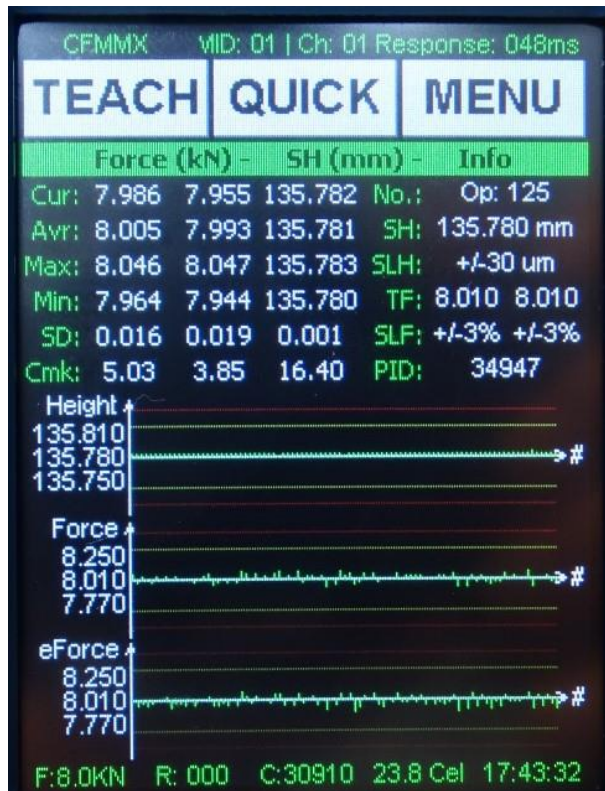 CFMMX VIID: 01 | Ch: 01 Response: 048ms
TEACH QUICK MENU
Force (kN) - SH (mm) - Info
Cur: 7.986 7.955 135.782 No.: Op: 125
Avr: 8.005 7.993 135.781 SH: 135.780 mm
Max: 8.046 8.047 135.783 SLH: +/-30 um
Min: 7.964 7.944 135.780 TF: 8.010 8.010
SD: 0.016 0.019 0.001 SLF: +/-3% +/-3%
Cmk: 5.03 3.85 16.40 PID: 34947
Height
135.810
135.780 #
135.750
Force
8.250
8.010 #
7.770
eForce
8.250
8.010 #
7.770
F:8.0KN R: 000 C:30910 23.8 Cel 17:43:32